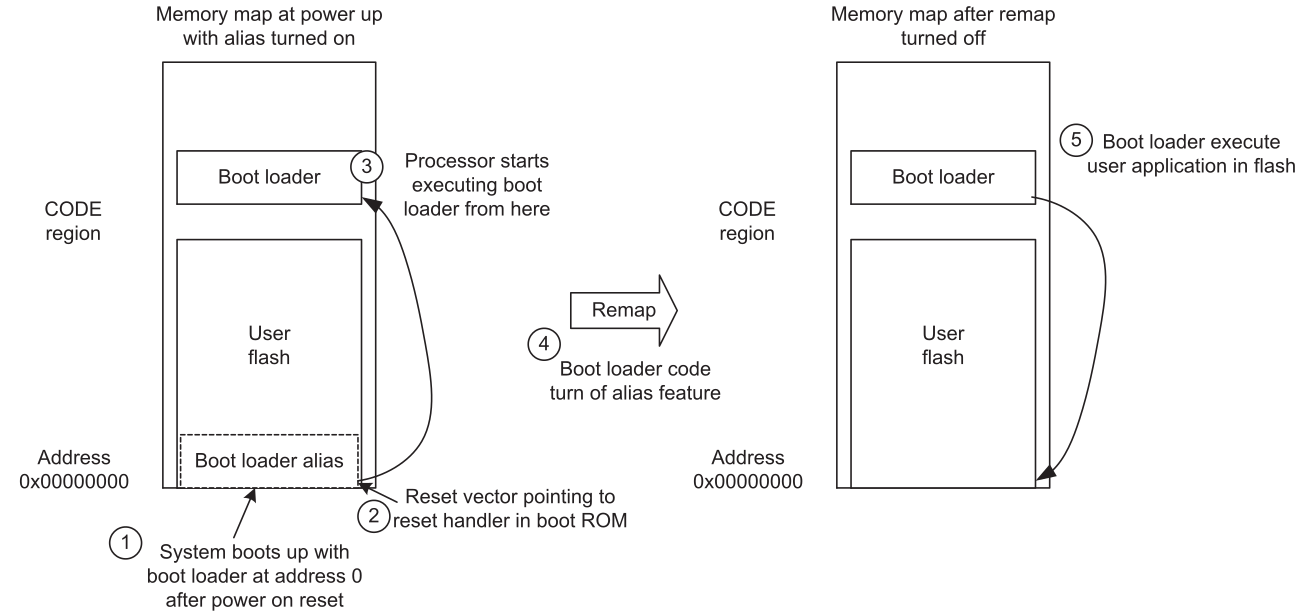 Memory map at power up
with alias turned on
Memory map after remap
turned off
Boot loader
3
Processor starts
executing boot
loader from here
CODE
region
User
flash
Boot loader alias
Address
0x00000000
2
Reset vector pointing to
reset handler in boot ROM
1
System boots up with
boot loader at address 0
after power on reset
Remap
4
Boot loader code
turn of alias feature
Boot loader
5
Boot loader execute
user application in flash
CODE
region
User
flash
Address
0x00000000